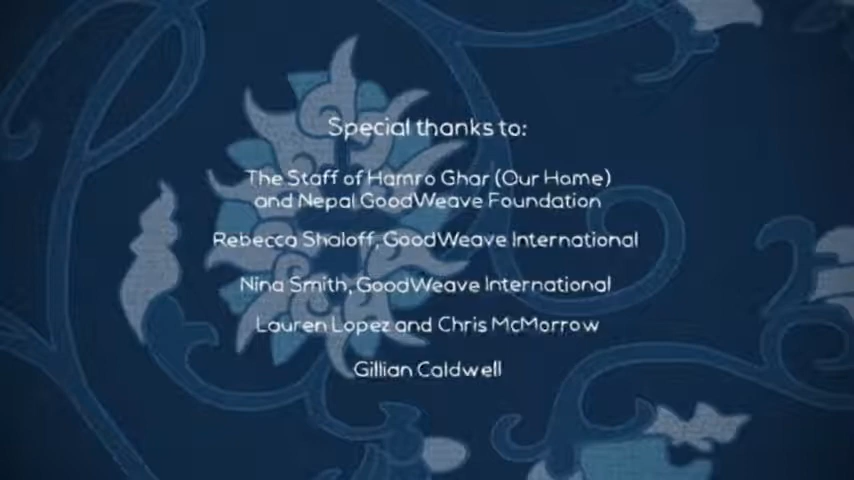 Special thanks to:
The Staff of Hamro Ghar (Our Home)
and Nepal GoodWeave Foundation
Rebecca Shaloff, GoodWeave International
Nina Smith, GoodWeave International
Lauren Lopez and Chris McMorrow
Gillian Caldwell